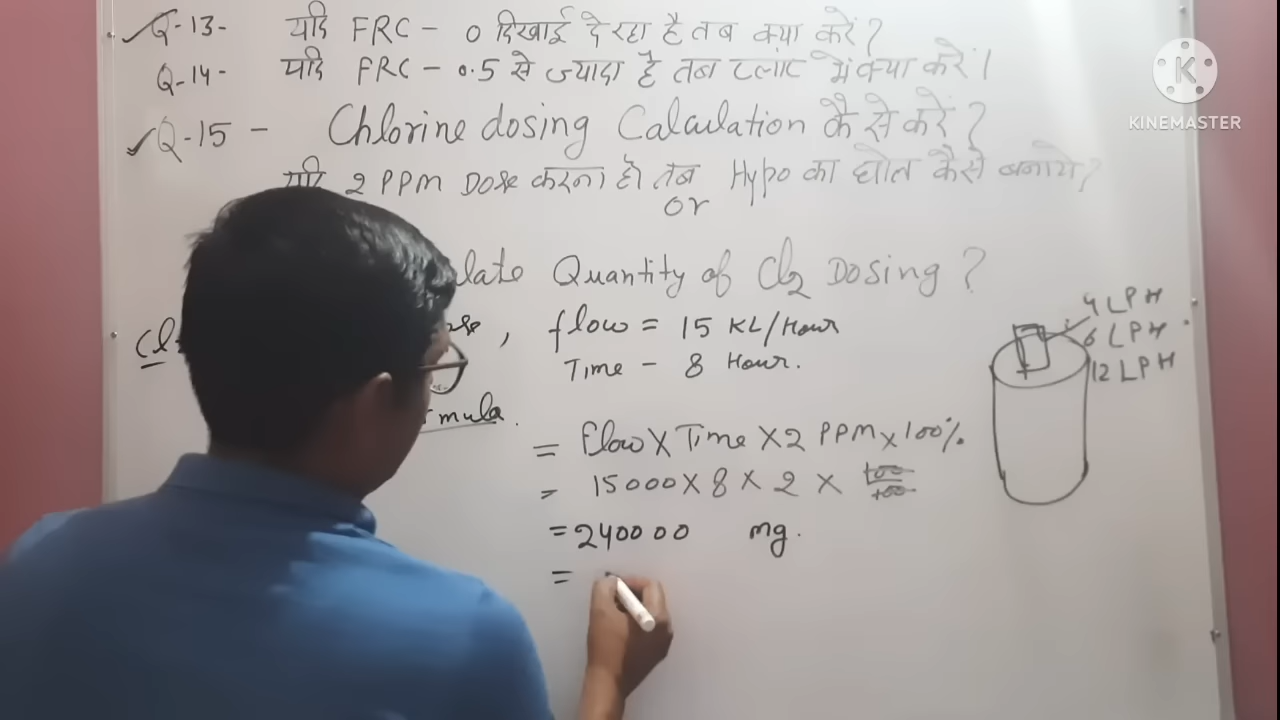 Q-13- यदि FRC - 0 दिखाई दे रहा है तब क्या करें?
Q-14- यदि FRC - 0.5 से ज्यादा है तब प्लांट में क्या करें।
Q-15 - Chlorine dosing Calculation कैसे करें?
यदि 2 PPM Dose करना हो तब Hypo का घोल कैसे बनाये?
or
late Quantity of Cl2 Dosing?
Cl , flow = 15 KL/Hour
Time - 8 Hour.
rmula.
= flow X Time X 2 PPM X 100%
= 15000 X 8 X 2 X 100/100
= 240000 mg.
=
4 LPH
6 LPH
12 LPH
K
KINEMASTER